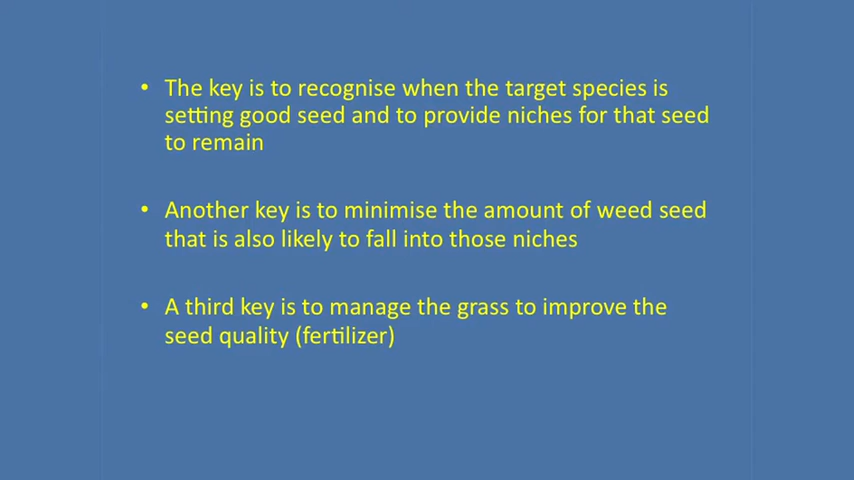 • The key is to recognise when the target species is
setting good seed and to provide niches for that seed
to remain
• Another key is to minimise the amount of weed seed
that is also likely to fall into those niches
• A third key is to manage the grass to improve the
seed quality (fertilizer)